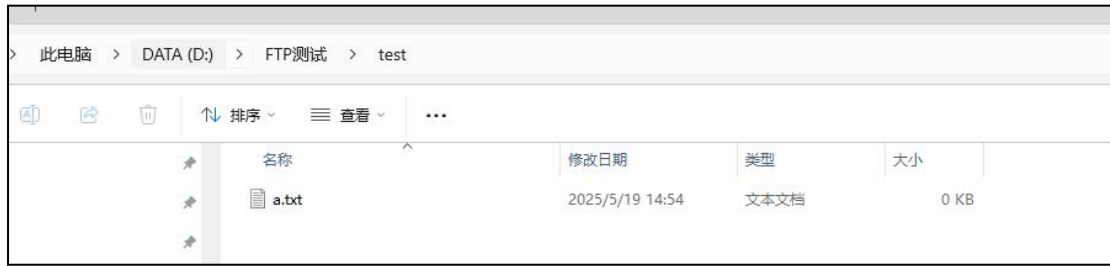 > 此电脑 > DATA (D:) > FTP测试 > test
排序 查看 ...
名称 修改日期 类型 大小
a.txt 2025/5/19 14:54 文本文档 0 KB